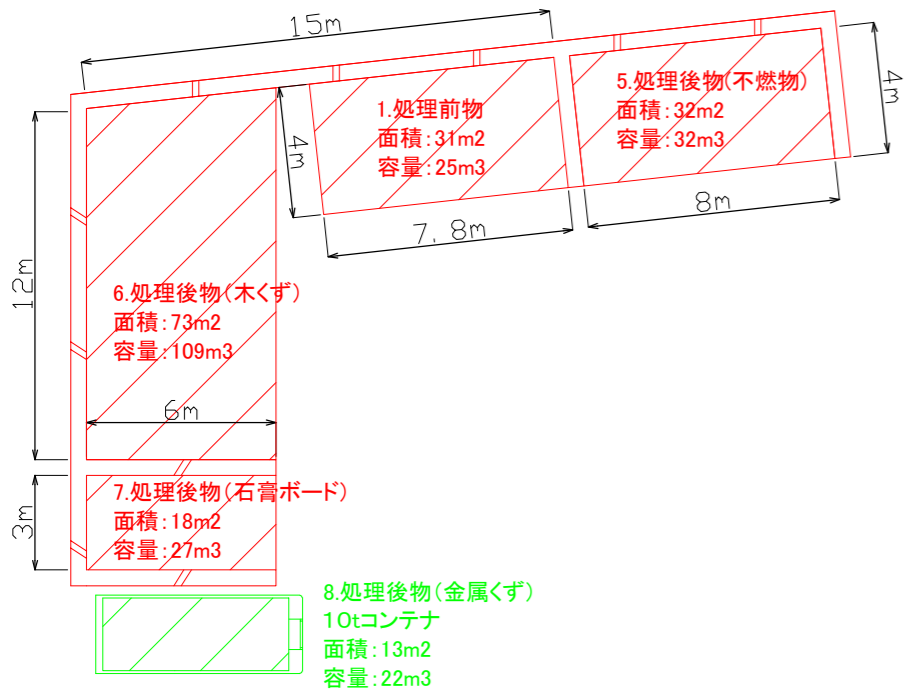 15m
5.処理後物(不燃物)
面積:32m2
容量:32m3
4m
1.処理前物
面積:31m2
容量:25m3
4m
8m
7.8m
12m
6.処理後物(木くず)
面積:73m2
容量:109m3
6m
3m
7.処理後物(石膏ボード)
面積:18m2
容量:27m3
8.処理後物(金属くず)
10tコンテナ
面積:13m2
容量:22m3